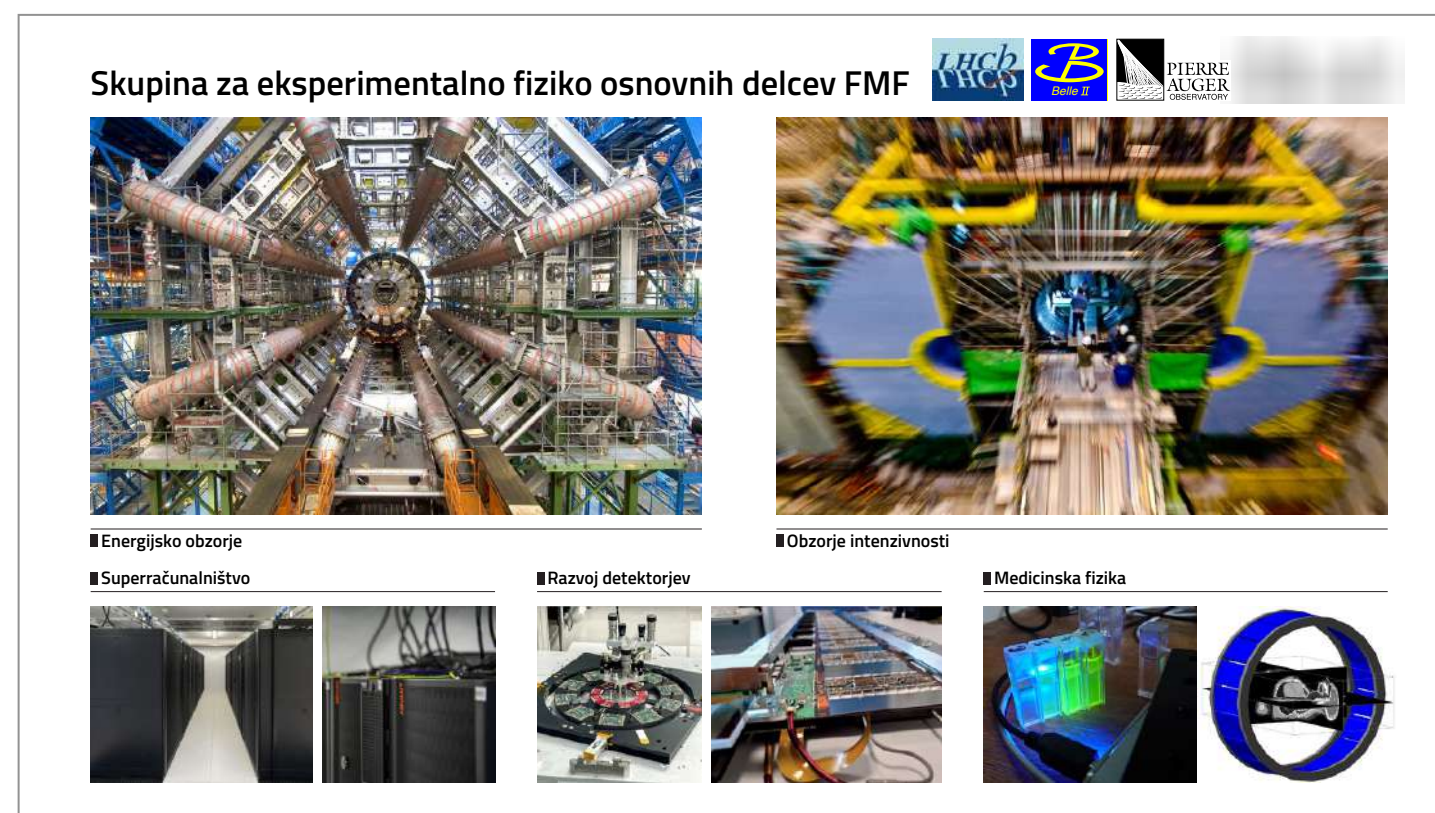 Skupina za eksperimentalno fiziko osnovnih delcev FMF
LHCb
Belle II
PIERRE
AUGER
OBSERVATORY
Energijsko obzorje
Obzorje intenzivnosti
Superračunalništvo
Razvoj detektorjev
Medicinska fizika